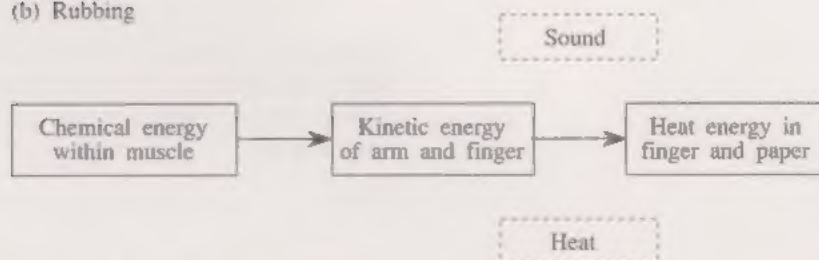 (b) Rubbing
Sound
Chemical energy
within muscle
Kinetic energy
of arm and finger
Heat energy in
finger and paper
Heat